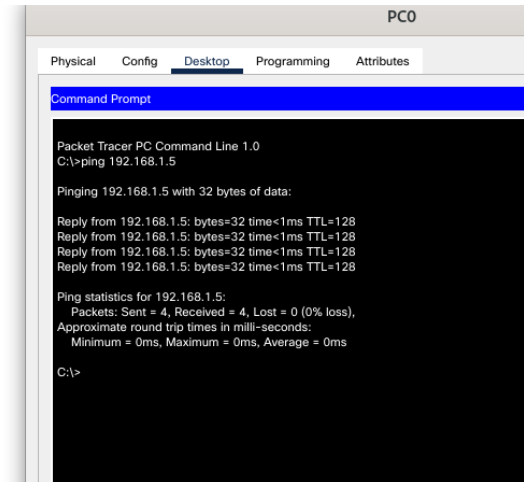 PC0
Physical Config Desktop Programming Attributes
Command Prompt
Packet Tracer PC Command Line 1.0
C:\>ping 192.168.1.5
Pinging 192.168.1.5 with 32 bytes of data:
Reply from 192.168.1.5: bytes=32 time<1ms TTL=128
Reply from 192.168.1.5: bytes=32 time<1ms TTL=128
Reply from 192.168.1.5: bytes=32 time<1ms TTL=128
Reply from 192.168.1.5: bytes=32 time<1ms TTL=128
Ping statistics for 192.168.1.5:
Packets: Sent = 4, Received = 4, Lost = 0 (0% loss),
Approximate round trip times in milli-seconds:
Minimum = 0ms, Maximum = 0ms, Average = 0ms
C:\>